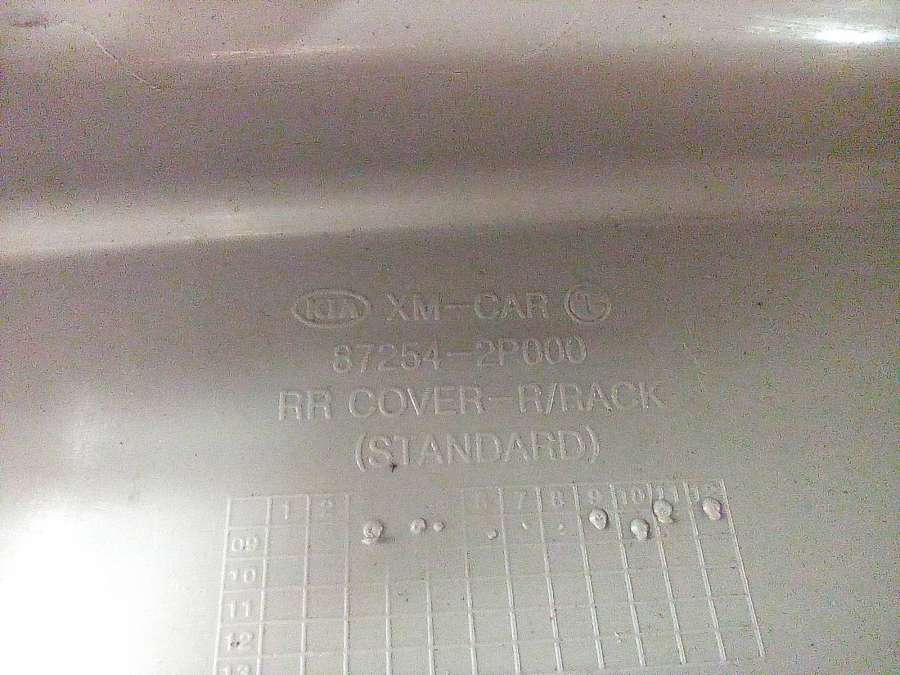 KIA XM-CAR L
87254-2P000
RR COVER-R/RACK
(STANDARD)
1 2 6 7 8 9 10 11 12
09
10
11
12
13